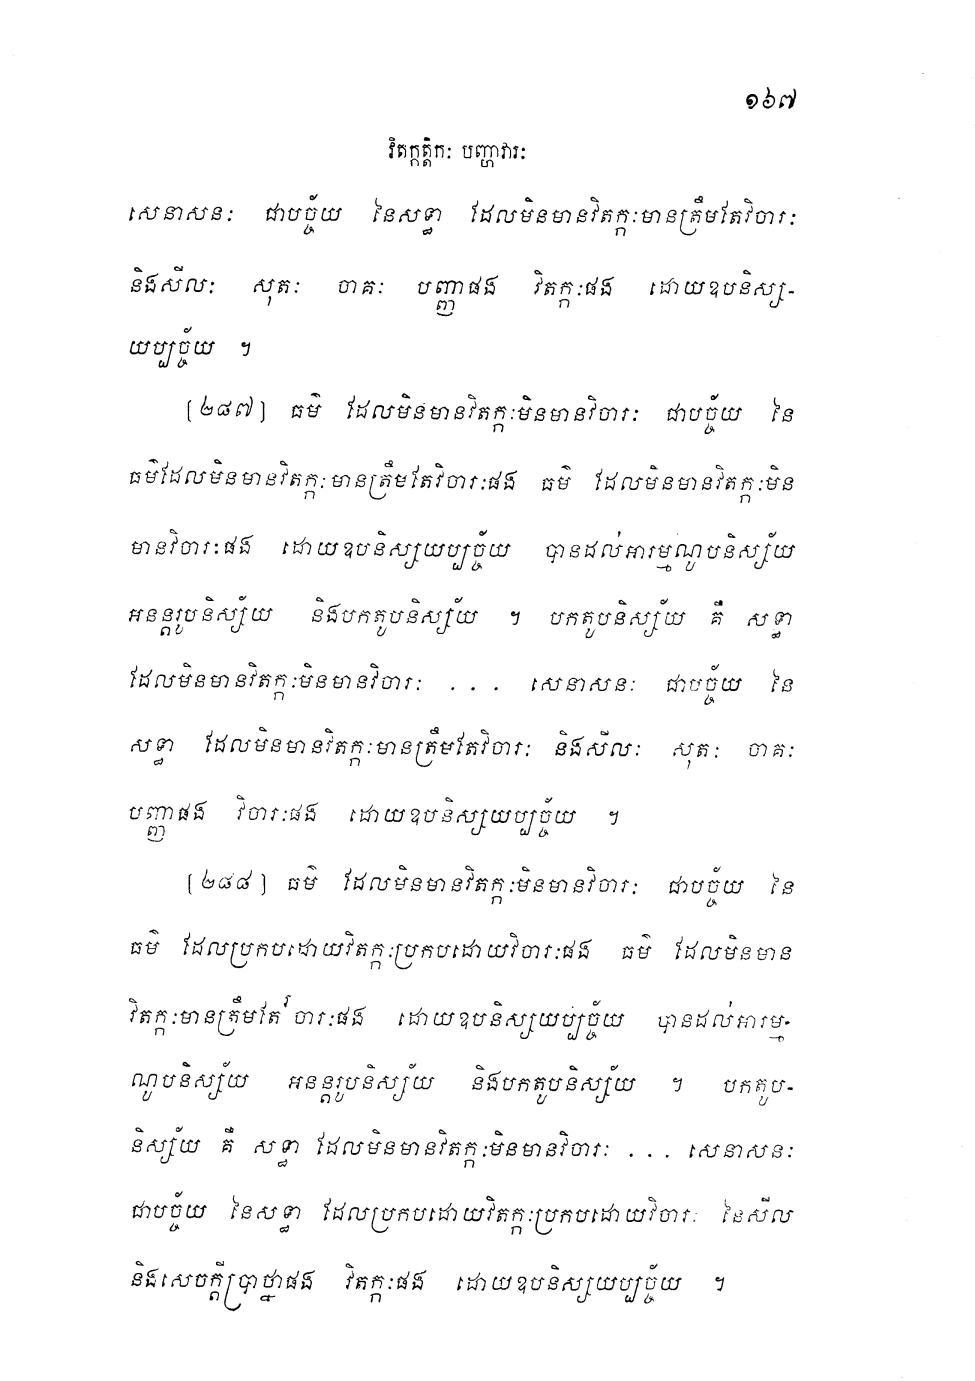 ១៦៧
វិតក្កត្តិកៈ បញ្ហាវារៈ
សេនាសនៈ ជាបច្ច័យ នៃសទ្ធា ដែលមិនមានវិតក្កៈមានត្រឹមតែវិចារៈ
និងសីលៈ សុតៈ ចាគៈ បញ្ញាផង វិតក្កៈផង ដោយឧបនិស្ស-
យប្បច្ច័យ ។
(២៨៧) ធម៌ ដែលមិនមានវិតក្កៈមិនមានវិចារៈ ជាបច្ច័យ នៃ
ធម៌ដែលមិនមានវិតក្កៈមានត្រឹមតែវិចារៈផង ធម៌ ដែលមិនមានវិតក្កៈមិន
មានវិចារៈផង ដោយឧបនិស្សយប្បច្ច័យ បានដល់អារម្មណូបនិស្ស័យ
អនន្តរូបនិស្ស័យ និងបកតូបនិស្ស័យ ។ បកតូបនិស្ស័យ គឺ សទ្ធា
ដែលមិនមានវិតក្កៈមិនមានវិចារៈ . . . សេនាសនៈ ជាបច្ច័យ នៃ
សទ្ធា ដែលមិនមានវិតក្កៈមានត្រឹមតែវិចារៈ និងសីលៈ សុតៈ ចាគៈ
បញ្ញាផង វិចារៈផង ដោយឧបនិស្សយប្បច្ច័យ ។
(២៨៨) ធម៌ ដែលមិនមានវិតក្កៈមិនមានវិចារៈ ជាបច្ច័យ នៃ
ធម៌ ដែលប្រកបដោយវិតក្កៈប្រកបដោយវិចារៈផង ធម៌ ដែលមិនមាន
វិតក្កៈមានត្រឹមតែវិចារៈផង ដោយឧបនិស្សយប្បច្ច័យ បានដល់អារម្ម-
ណូបនិស្ស័យ អនន្តរូបនិស្ស័យ និងបកតូបនិស្ស័យ ។ បកតូប-
និស្ស័យ គឺ សទ្ធា ដែលមិនមានវិតក្កៈមិនមានវិចារៈ . . . សេនាសនៈ
ជាបច្ច័យ នៃសទ្ធា ដែលប្រកបដោយវិតក្កៈប្រកបដោយវិចារៈ នៃសីល
និងសេចក្តីប្រាថ្នាផង វិតក្កៈផង ដោយឧបនិស្សយប្បច្ច័យ ។